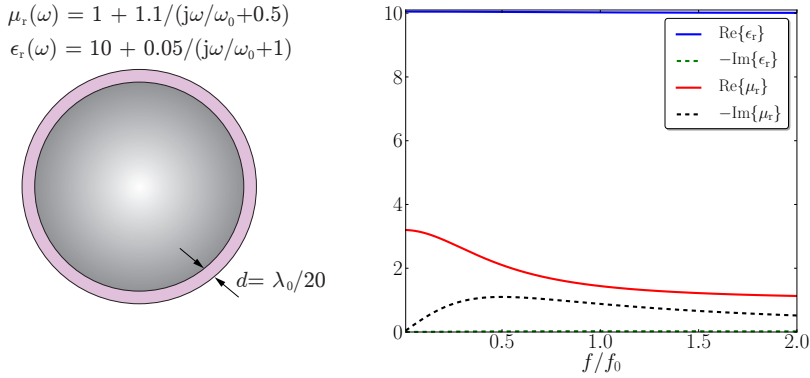 μᵣ(ω) = 1 + 1.1/(jω/ω₀+0.5)
ϵᵣ(ω) = 10 + 0.05/(jω/ω₀+1)
d= λ₀/20
10
8
6
4
2
0
0.5
1.0
1.5
2.0
f/f₀
Re{ϵᵣ}
−Im{ϵᵣ}
Re{μᵣ}
−Im{μᵣ}